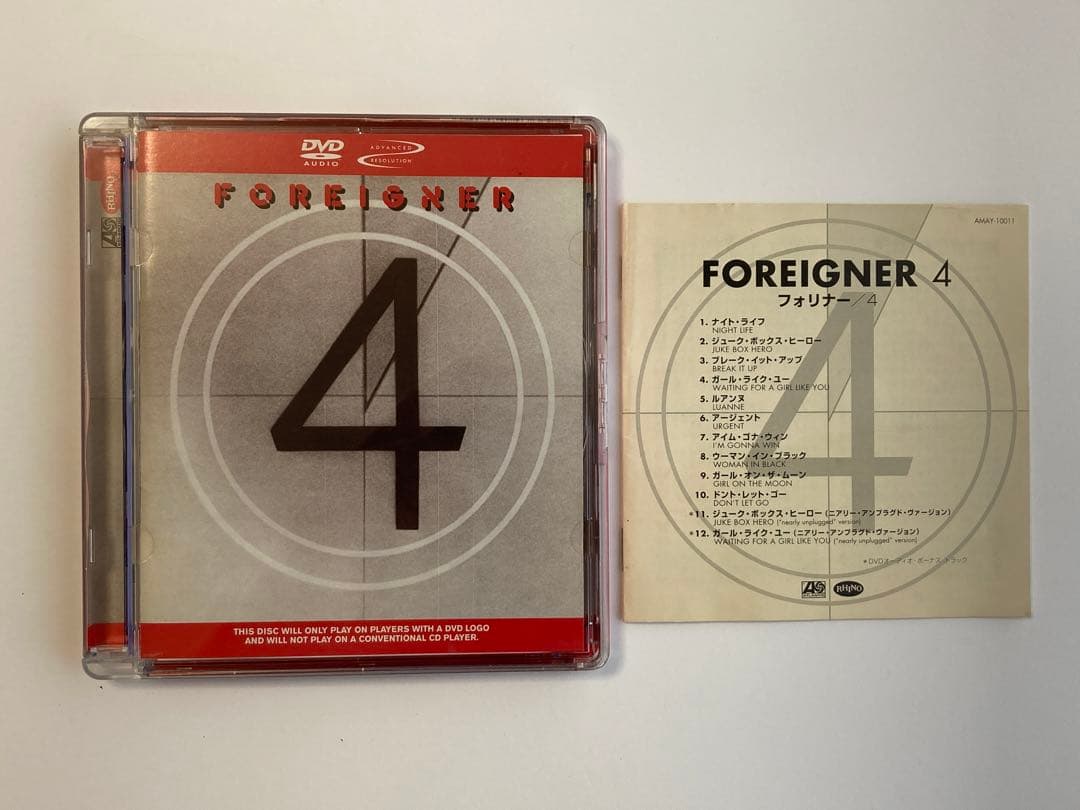 DVD
AUDIO
ADVANCED
RESOLUTION
FOREIGNER
4
THIS DISC WILL ONLY PLAY ON PLAYERS WITH A DVD LOGO
AND WILL NOT PLAY ON A CONVENTIONAL CD PLAYER.
RHINO
AMAY-10011
FOREIGNER 4
フォリナー/4
1. ナイト・ライフ
NIGHT LIFE
2. ジューク・ボックス・ヒーロー
JUKE BOX HERO
3. ブレーク・イット・アップ
BREAK IT UP
4. ガール・ライク・ユー
WAITING FOR A GIRL LIKE YOU
5. ルアンヌ
LUANNE
6. アージェント
URGENT
7. アイム・ゴナ・ウィン
I'M GONNA WIN
8. ウーマン・イン・ブラック
WOMAN IN BLACK
9. ガール・オン・ザ・ムーン
GIRL ON THE MOON
10. ドント・レット・ゴー
DON'T LET GO
*11. ジューク・ボックス・ヒーロー (ニアリー・アンプラグド・ヴァージョン)
JUKE BOX HERO ("nearly unplugged" version)
*12. ガール・ライク・ユー (ニアリー・アンプラグド・ヴァージョン)
WAITING FOR A GIRL LIKE YOU ("nearly unplugged" version)
*DVDオーディオ・ボーナス・トラック
4
RHINO